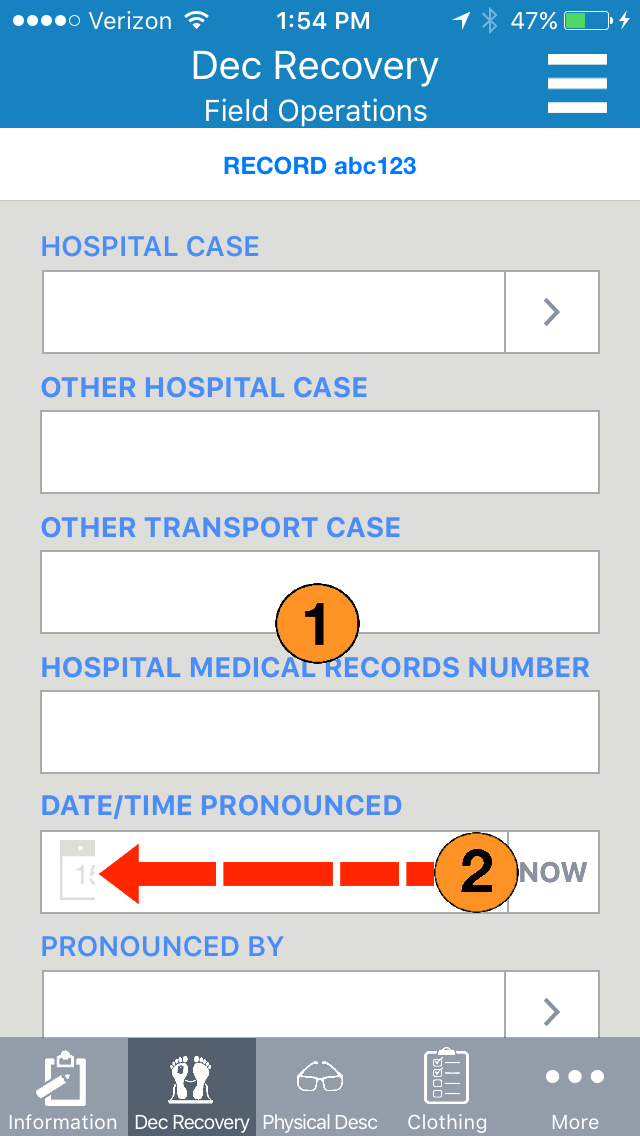 Verizon 1:54 PM 47%
Dec Recovery
Field Operations
RECORD abc123
HOSPITAL CASE
OTHER HOSPITAL CASE
OTHER TRANSPORT CASE
1
HOSPITAL MEDICAL RECORDS NUMBER
DATE/TIME PRONOUNCED
15 2 NOW
PRONOUNCED BY
Information Dec Recovery Physical Desc Clothing More